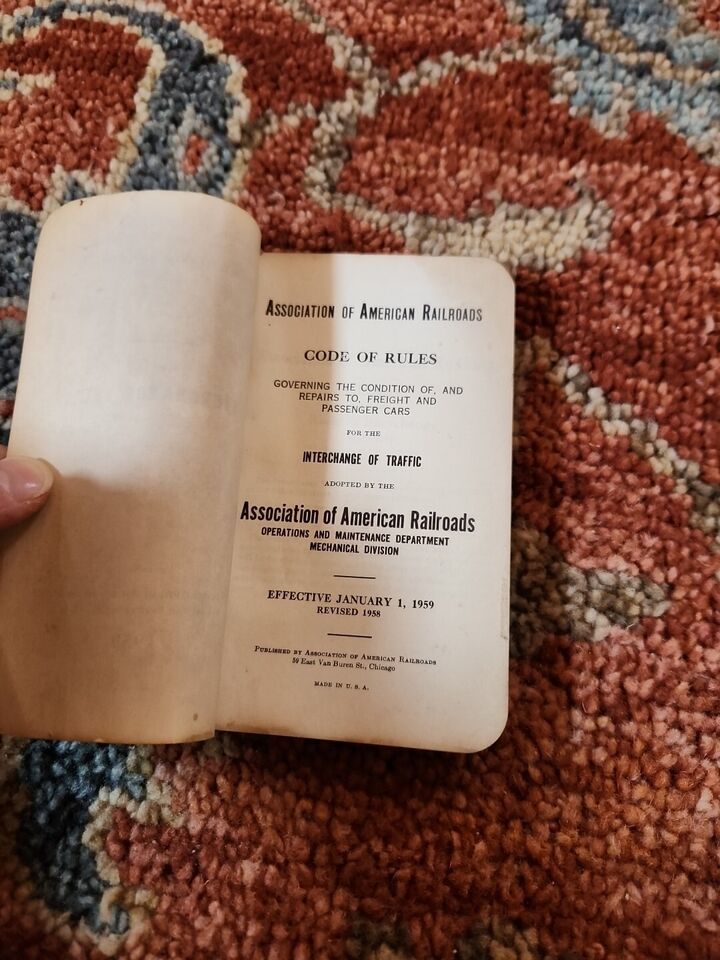 ASSOCIATION OF AMERICAN RAILROADS
CODE OF RULES
GOVERNING THE CONDITION OF, AND
REPAIRS TO, FREIGHT AND
PASSENGER CARS
FOR THE
INTERCHANGE OF TRAFFIC
ADOPTED BY THE
Association of American Railroads
OPERATIONS AND MAINTENANCE DEPARTMENT
MECHANICAL DIVISION
EFFECTIVE JANUARY 1, 1959
REVISED 1958
PUBLISHED BY ASSOCIATION OF AMERICAN RAILROADS
59 East Van Buren St., Chicago
MADE IN U. S. A.